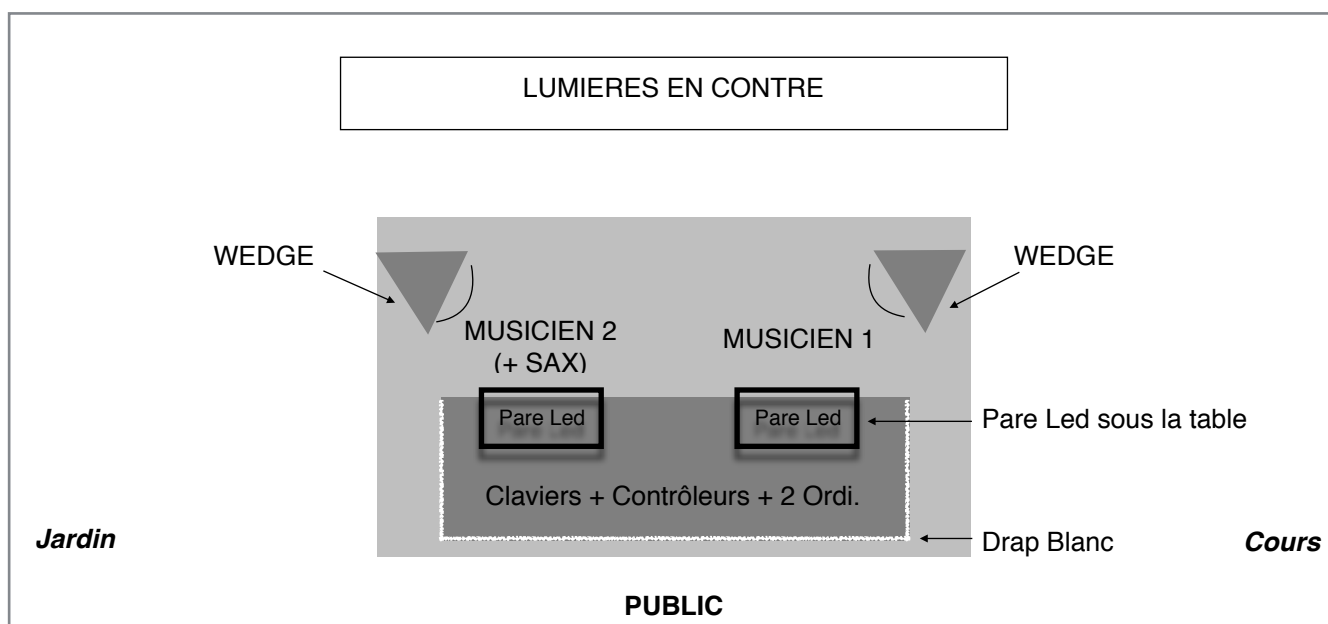 LUMIERES EN CONTRE
WEDGE
WEDGE
MUSICIEN 2
(+ SAX)
MUSICIEN 1
Pare Led
Pare Led
Pare Led sous la table
Claviers + Contrôleurs + 2 Ordi.
Jardin
Drap Blanc
Cours
PUBLIC